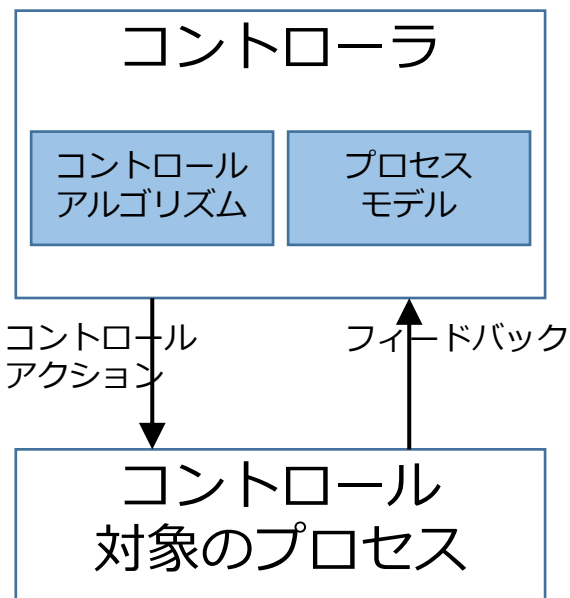 コントローラ
コントロール
アルゴリズム
プロセス
モデル
コントロール
アクション
フィードバック
コントロール
対象のプロセス